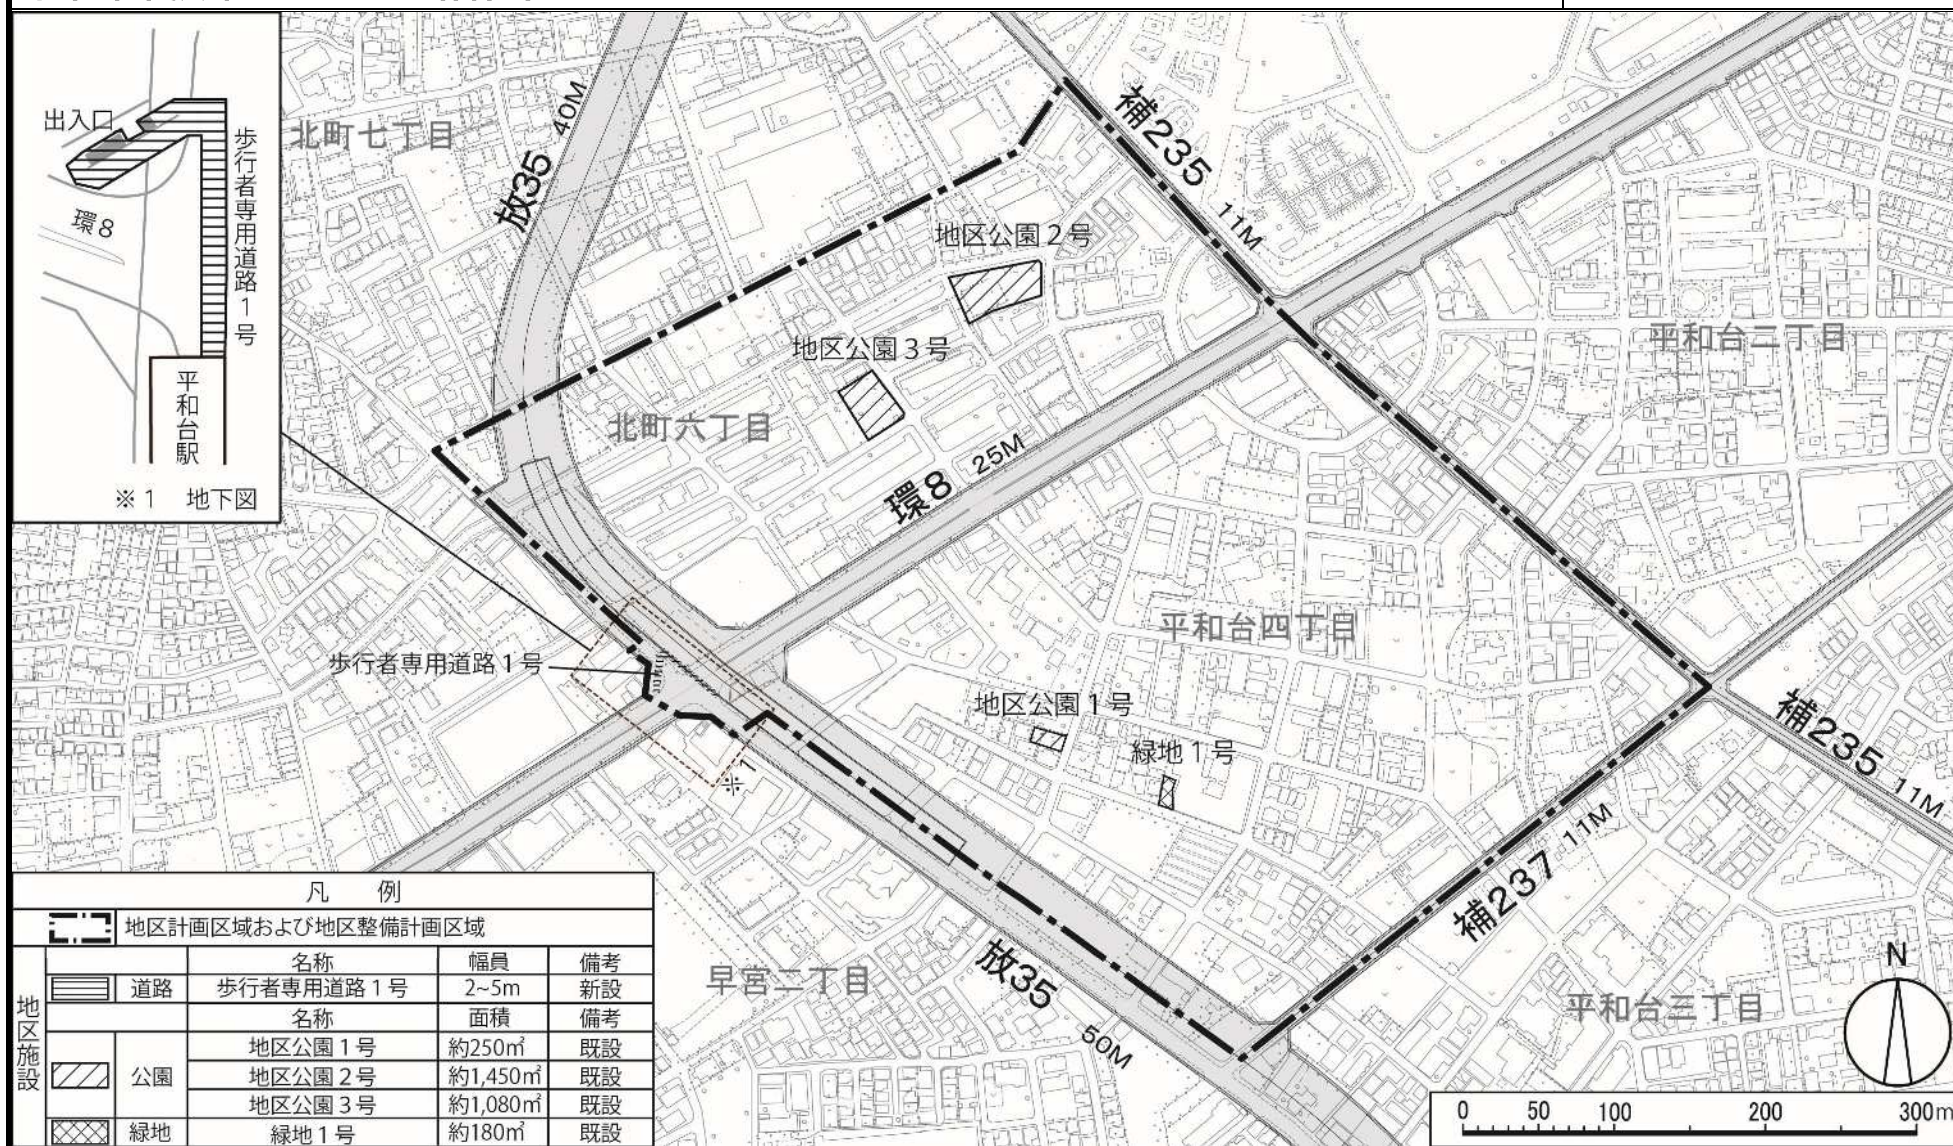 出入口
歩行者専用道路1号
環8
平和台駅
※1 地下図
北町七丁目
40M
放35
補235
11M
地区公園2号
地区公園3号
平和台二丁目
北町六丁目
25M
環8
平和台四丁目
歩行者専用道路1号
地区公園1号
緑地1号
※1
補235 11M
補237 11M
早宮二丁目
放35
50M
平和台三丁目
N
0 50 100 200 300m
凡 例
地区計画区域および地区整備計画区域
地区施設
名称 幅員 備考
道路 歩行者専用道路1号 2~5m 新設
名称 面積 備考
公園
地区公園1号 約250㎡ 既設
地区公園2号 約1,450㎡ 既設
地区公園3号 約1,080㎡ 既設
緑地 緑地1号 約180㎡ 既設